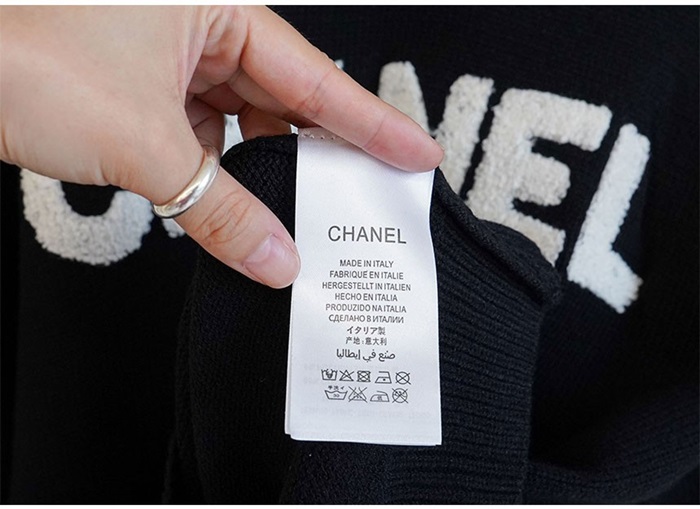 CHANEL
CHANEL
MADE IN ITALY
FABRIQUE EN ITALIE
HERGESTELLT IN ITALIEN
HECHO EN ITALIA
PRODUZIDO NA ITALIA
СДЕЛАНО В ИТАЛИИ
イタリア製
产地：意大利
صنع في إيطاليا